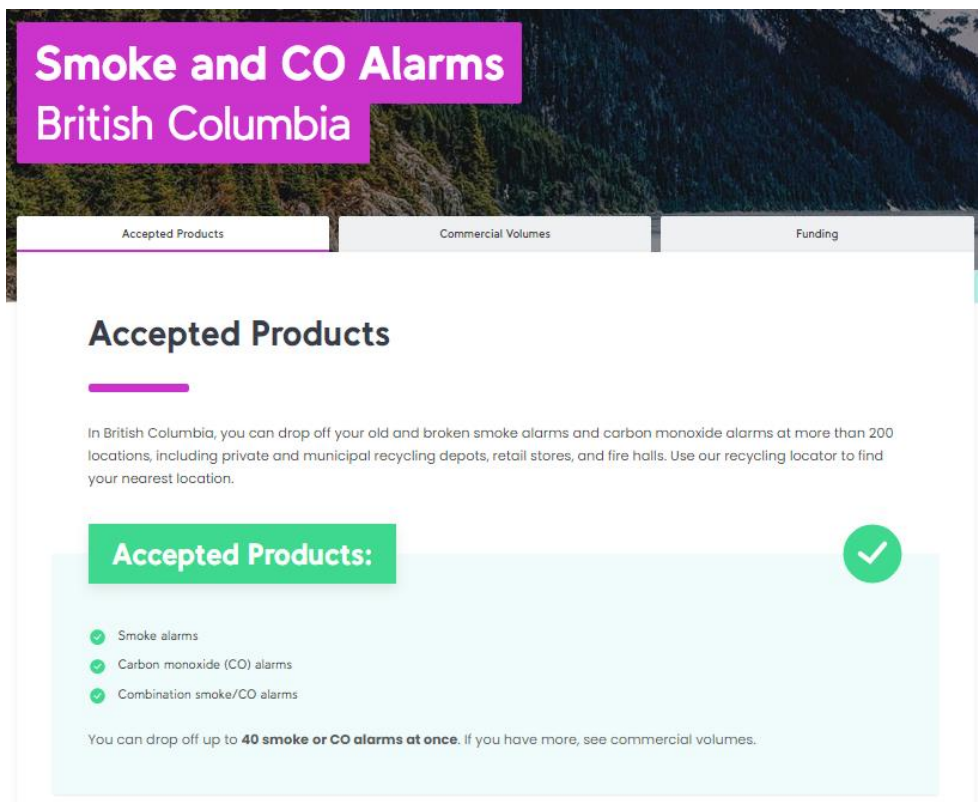 Smoke and CO Alarms
British Columbia
Accepted Products
Commercial Volumes
Funding
Accepted Products
In British Columbia, you can drop off your old and broken smoke alarms and carbon monoxide alarms at more than 200
locations, including private and municipal recycling depots, retail stores, and fire halls. Use our recycling locator to find
your nearest location.
Accepted Products:
Smoke alarms
Carbon monoxide (CO) alarms
Combination smoke/CO alarms
You can drop off up to 40 smoke or CO alarms at once. If you have more, see commercial volumes.